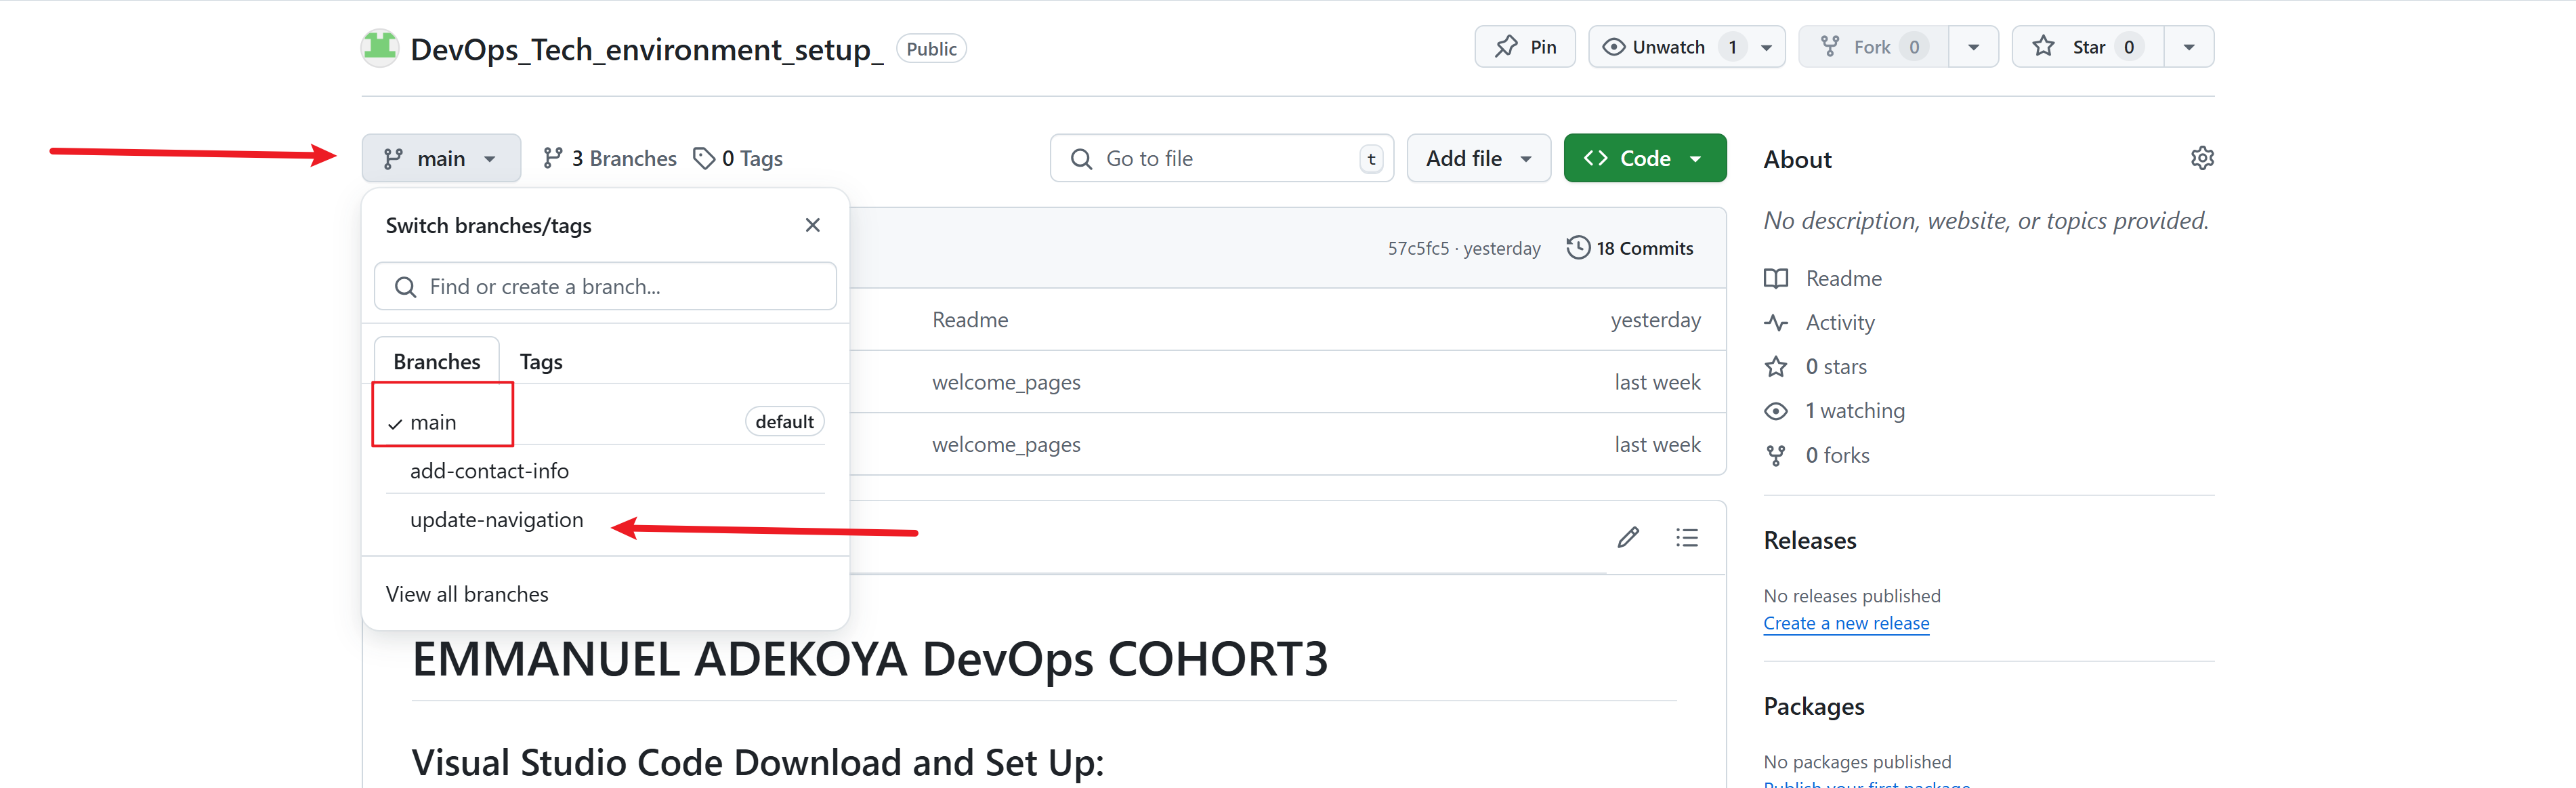 DevOps_Tech_environment_setup_ Public
Pin Unwatch 1 Fork 0 Star 0
main 3 Branches 0 Tags
Go to file t Add file Code
Switch branches/tags
Find or create a branch...
Branches Tags
main default
add-contact-info
update-navigation
View all branches
57c5fc5 · yesterday 18 Commits
Readme yesterday
welcome_pages last week
welcome_pages last week
EMMANUEL ADEKOYA DevOps COHORT3
Visual Studio Code Download and Set Up:
About
No description, website, or topics provided.
Readme
Activity
0 stars
1 watching
0 forks
Releases
No releases published
Create a new release
Packages
No packages published
Publish your first package